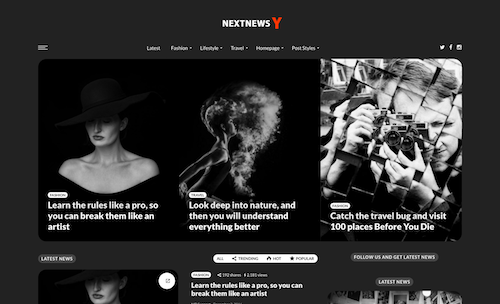 NEXTNEWS Y
Latest Fashion Lifestyle Travel Homepage Post Styles
FASHION
Learn the rules like a pro, so
you can break them like an
artist
TRAVEL
Look deep into nature, and
then you will understand
everything better
FASHION
Catch the travel bug and visit
100 places Before You Die
LATEST NEWS
ALL TRENDING HOT POPULAR
FOLLOW US AND GET LATEST NEWS
FASHION 192 shares 2.1k views
Learn the rules like a pro, so
you can break them like an artist
LATEST NEWS